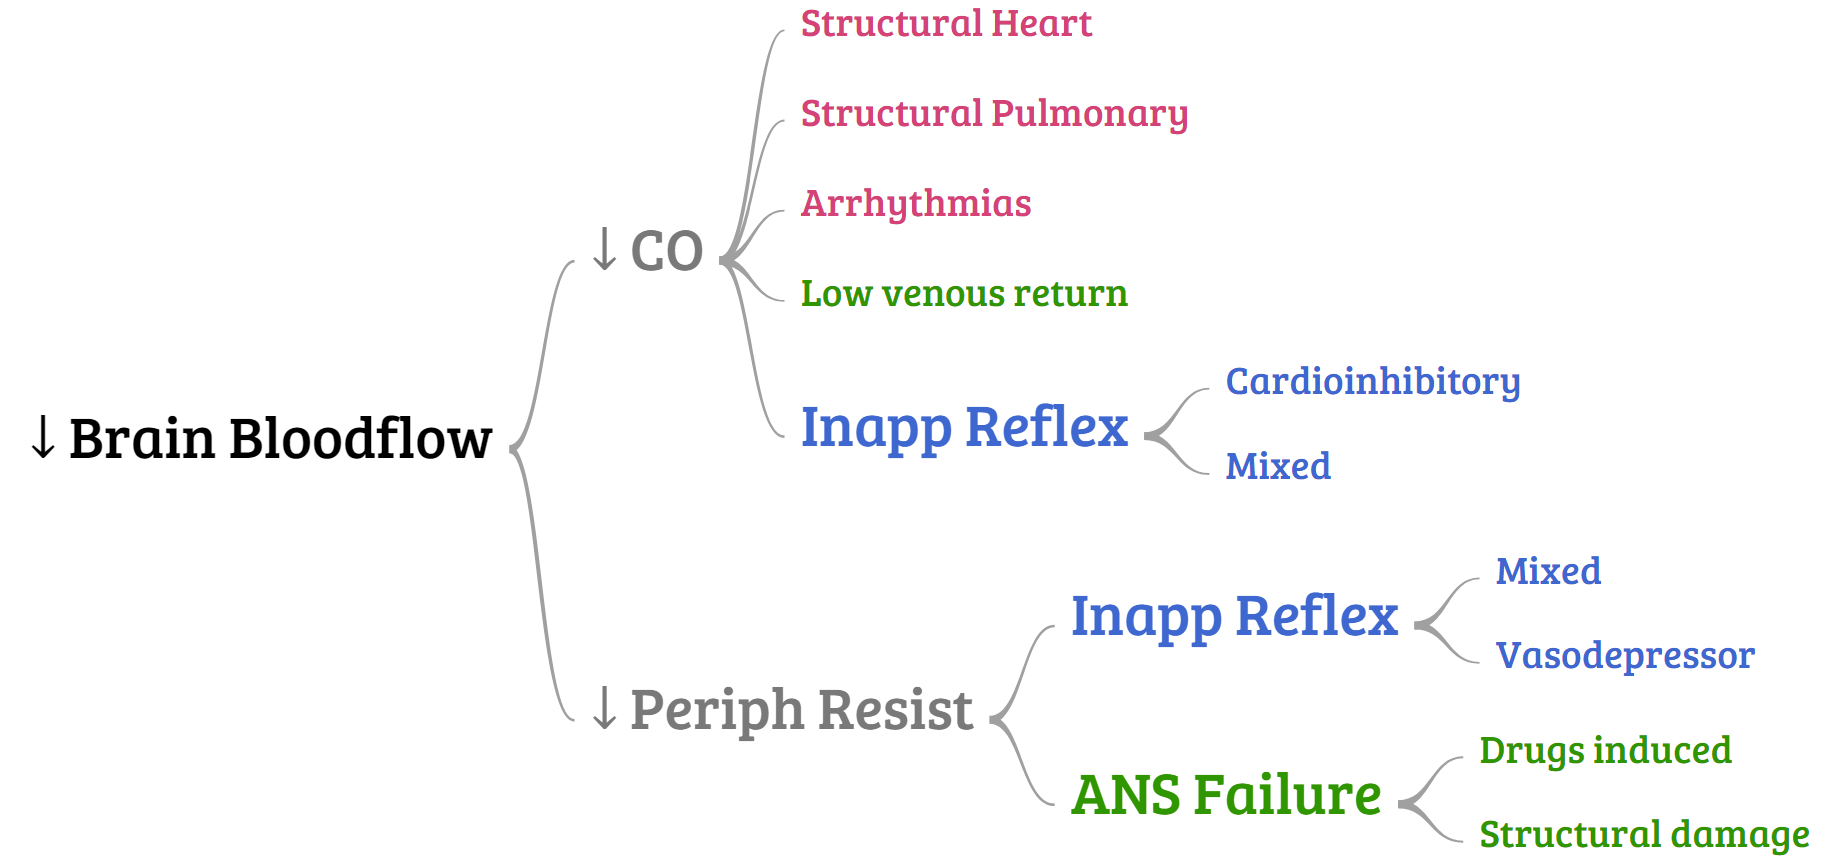 Structural Heart
Structural Pulmonary
Arrhythmias
↓ CO
Low venous return
Cardioinhibitory
↓ Brain Bloodflow
Inapp Reflex
Mixed
Mixed
Inapp Reflex
Vasodepressor
↓ Periph Resist
Drugs induced
ANS Failure
Structural damage